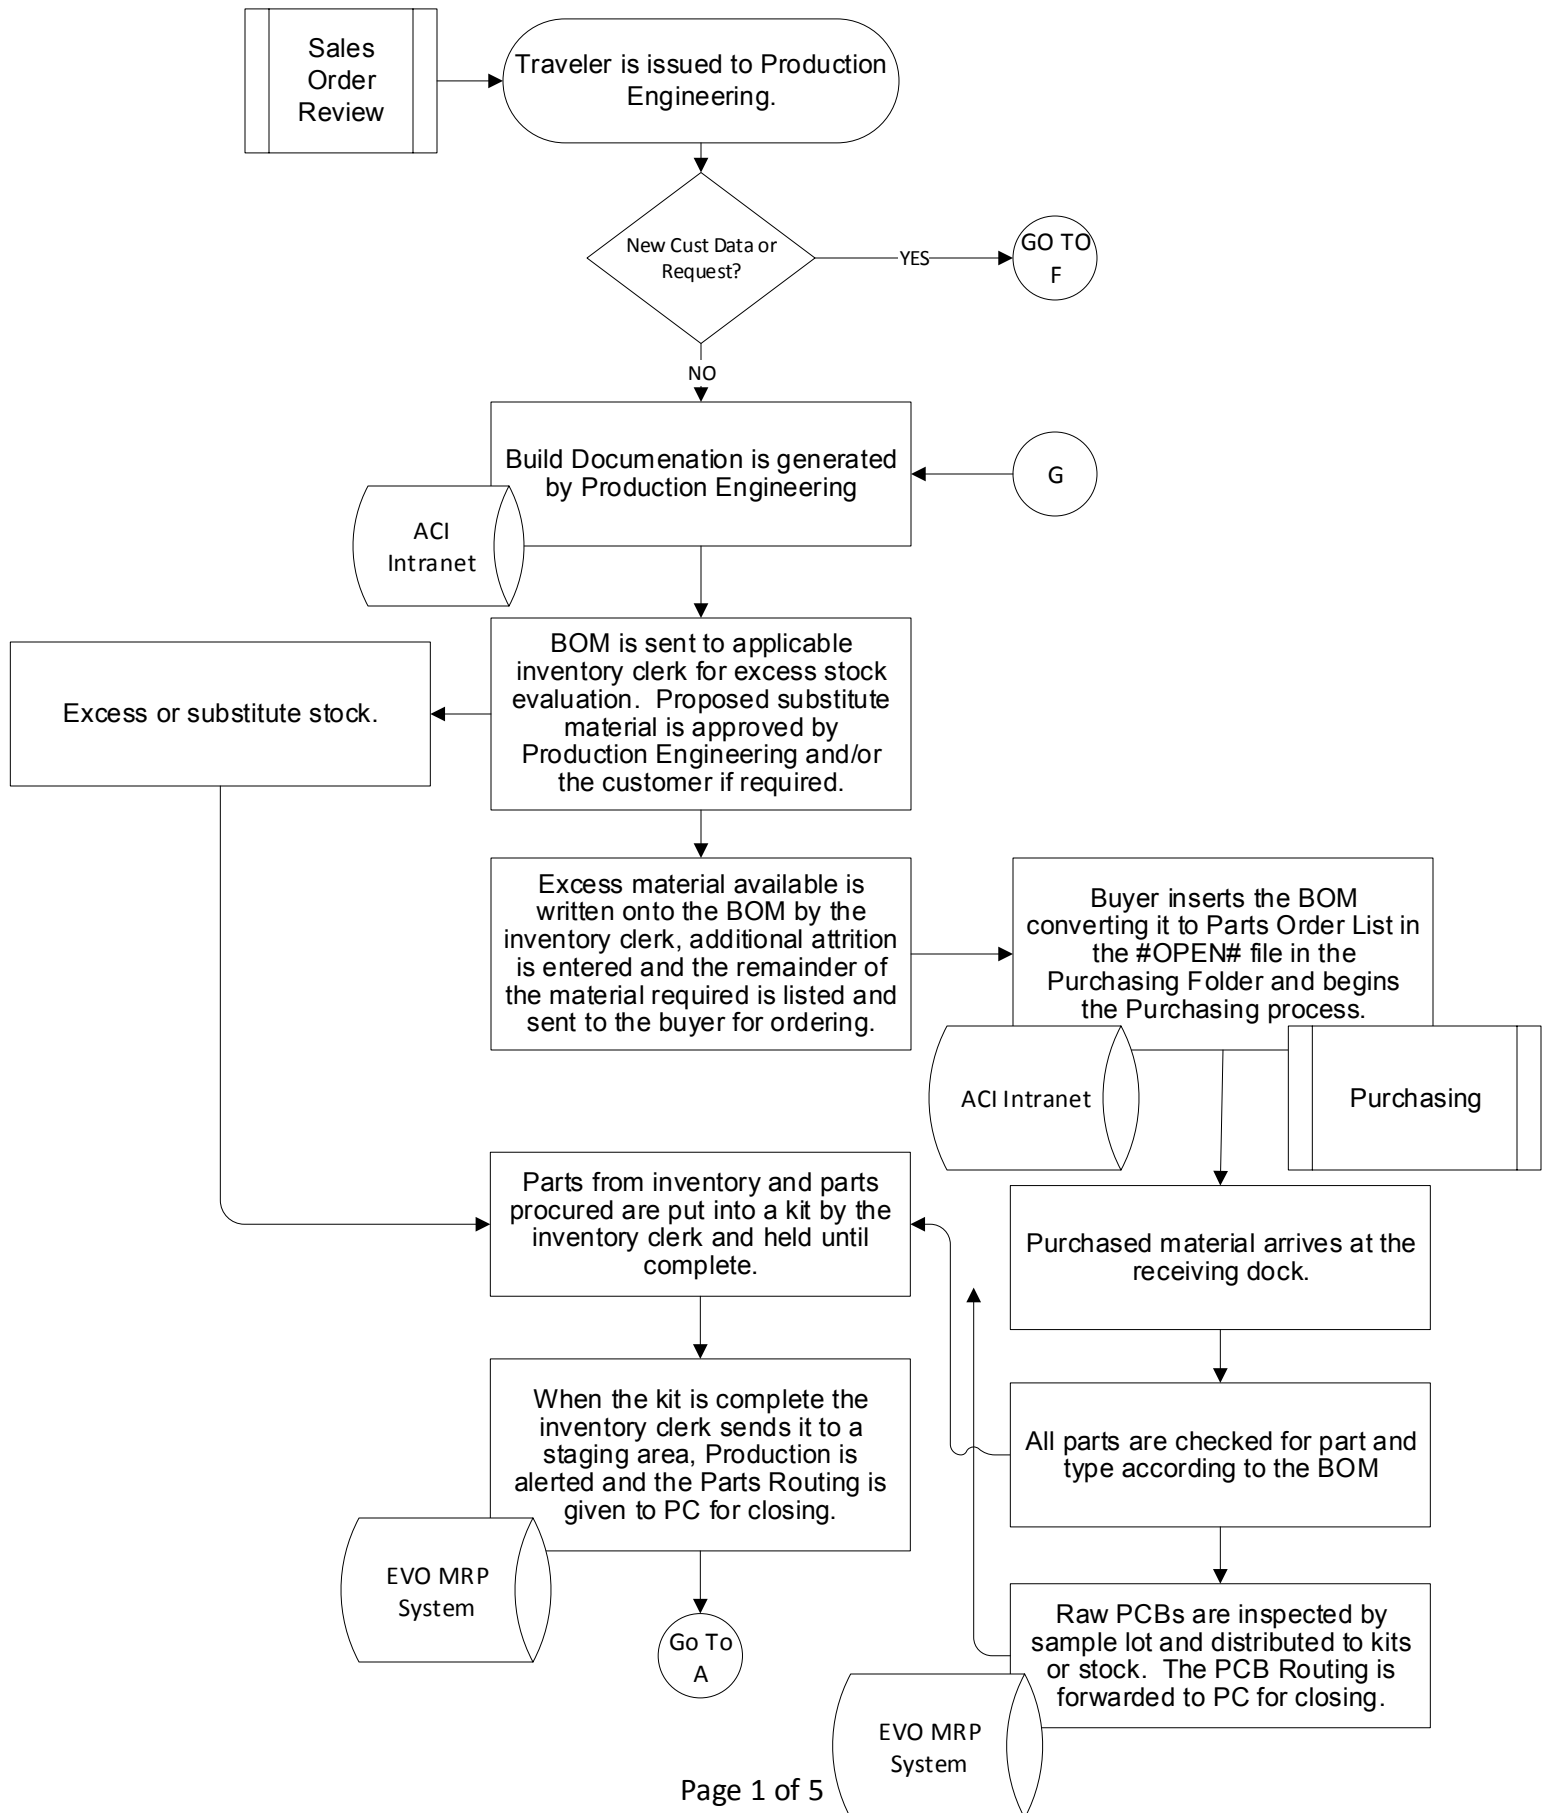 Sales
Order
Review
Traveler is issued to Production
Engineering.
New Cust Data or
Request?
YES
GO TO
F
NO
Build Documenation is generated
by Production Engineering
G
ACI
Intranet
BOM is sent to applicable
inventory clerk for excess stock
evaluation.  Proposed substitute
material is approved by
Production Engineering and/or
the customer if required.
Excess or substitute stock.
Excess material available is
written onto the BOM by the
inventory clerk, additional attrition
is entered and the remainder of
the material required is listed and
sent to the buyer for ordering.
Buyer inserts the BOM
converting it to Parts Order List in
the #OPEN# file in the
Purchasing Folder and begins
the Purchasing process.
ACI Intranet
Purchasing
Parts from inventory and parts
procured are put into a kit by the
inventory clerk and held until
complete.
Purchased material arrives at the
receiving dock.
When the kit is complete the
inventory clerk sends it to a
staging area, Production is
alerted and the Parts Routing is
given to PC for closing.
All parts are checked for part and
type according to the BOM
EVO MRP
System
Go To
A
Raw PCBs are inspected by
sample lot and distributed to kits
or stock.  The PCB Routing is
forwarded to PC for closing.
EVO MRP
System
Page 1 of 5